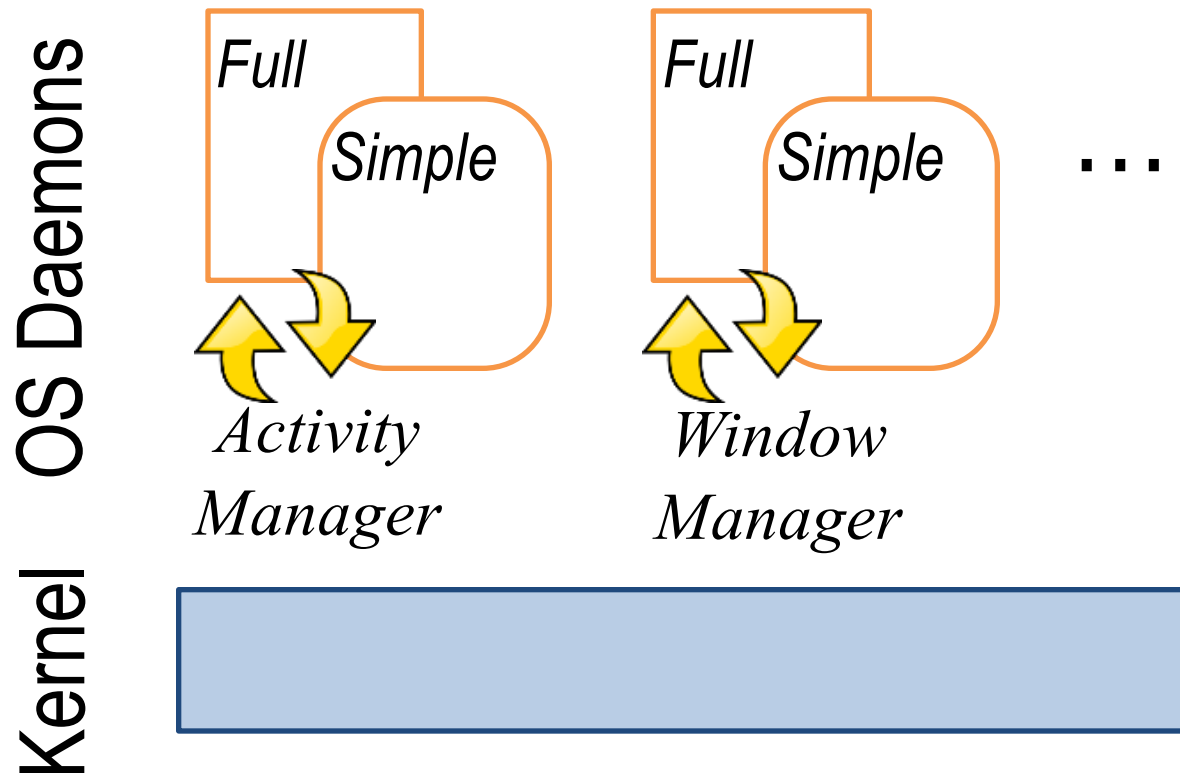 OS Daemons
Full
Simple
Activity
Manager
Full
Simple
Window
Manager
...
Kernel